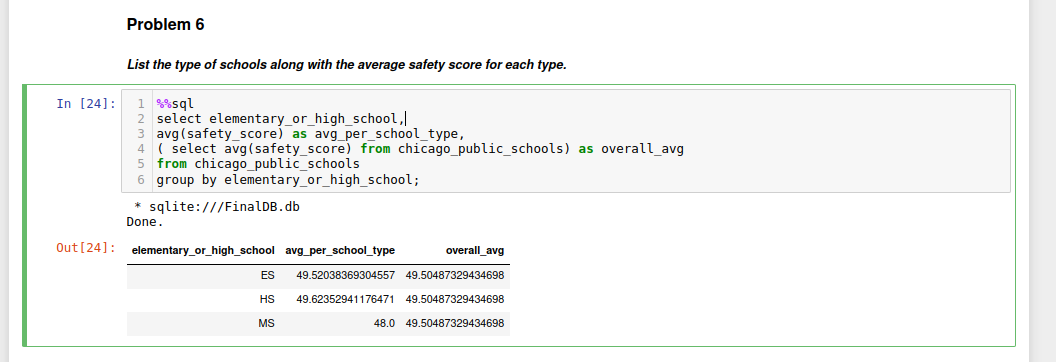 Problem 6
List the type of schools along with the average safety score for each type.
In [24]:
1 %%sql
2 select elementary_or_high_school,
3 avg(safety_score) as avg_per_school_type,
4 ( select avg(safety_score) from chicago_public_schools) as overall_avg
5 from chicago_public_schools
6 group by elementary_or_high_school;
* sqlite:///FinalDB.db
Done.
Out[24]:
elementary_or_high_school avg_per_school_type overall_avg
ES 49.52038369304557 49.50487329434698
HS 49.62352941176471 49.50487329434698
MS 48.0 49.50487329434698